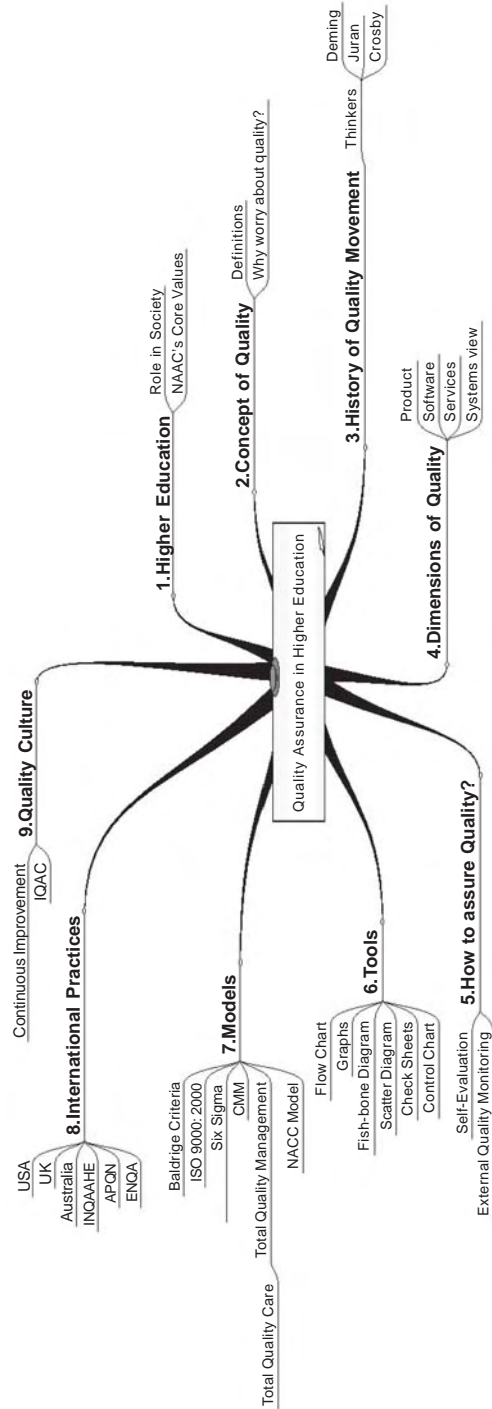 Quality Assurance in Higher Education
1.Higher Education
Role in Society
NAAC's Core Values
2.Concept of Quality
Definitions
Why worry about quality?
3.History of Quality Movement
Thinkers
Deming
Juran
Crosby
4.Dimensions of Quality
Product
Software
Services
Systems view
5.How to assure Quality?
Self-Evaluation
External Quality Monitoring
6.Tools
Flow Chart
Graphs
Fish-bone Diagram
Scatter Diagram
Check Sheets
Control Chart
7.Models
Baldrige Criteria
ISO 9000: 2000
Six Sigma
CMM
Total Quality Management
Total Quality Care
NACC Model
8.International Practices
USA
UK
Australia
INQAAHE
APQN
ENQA
9.Quality Culture
Continuous Improvement
IQAC